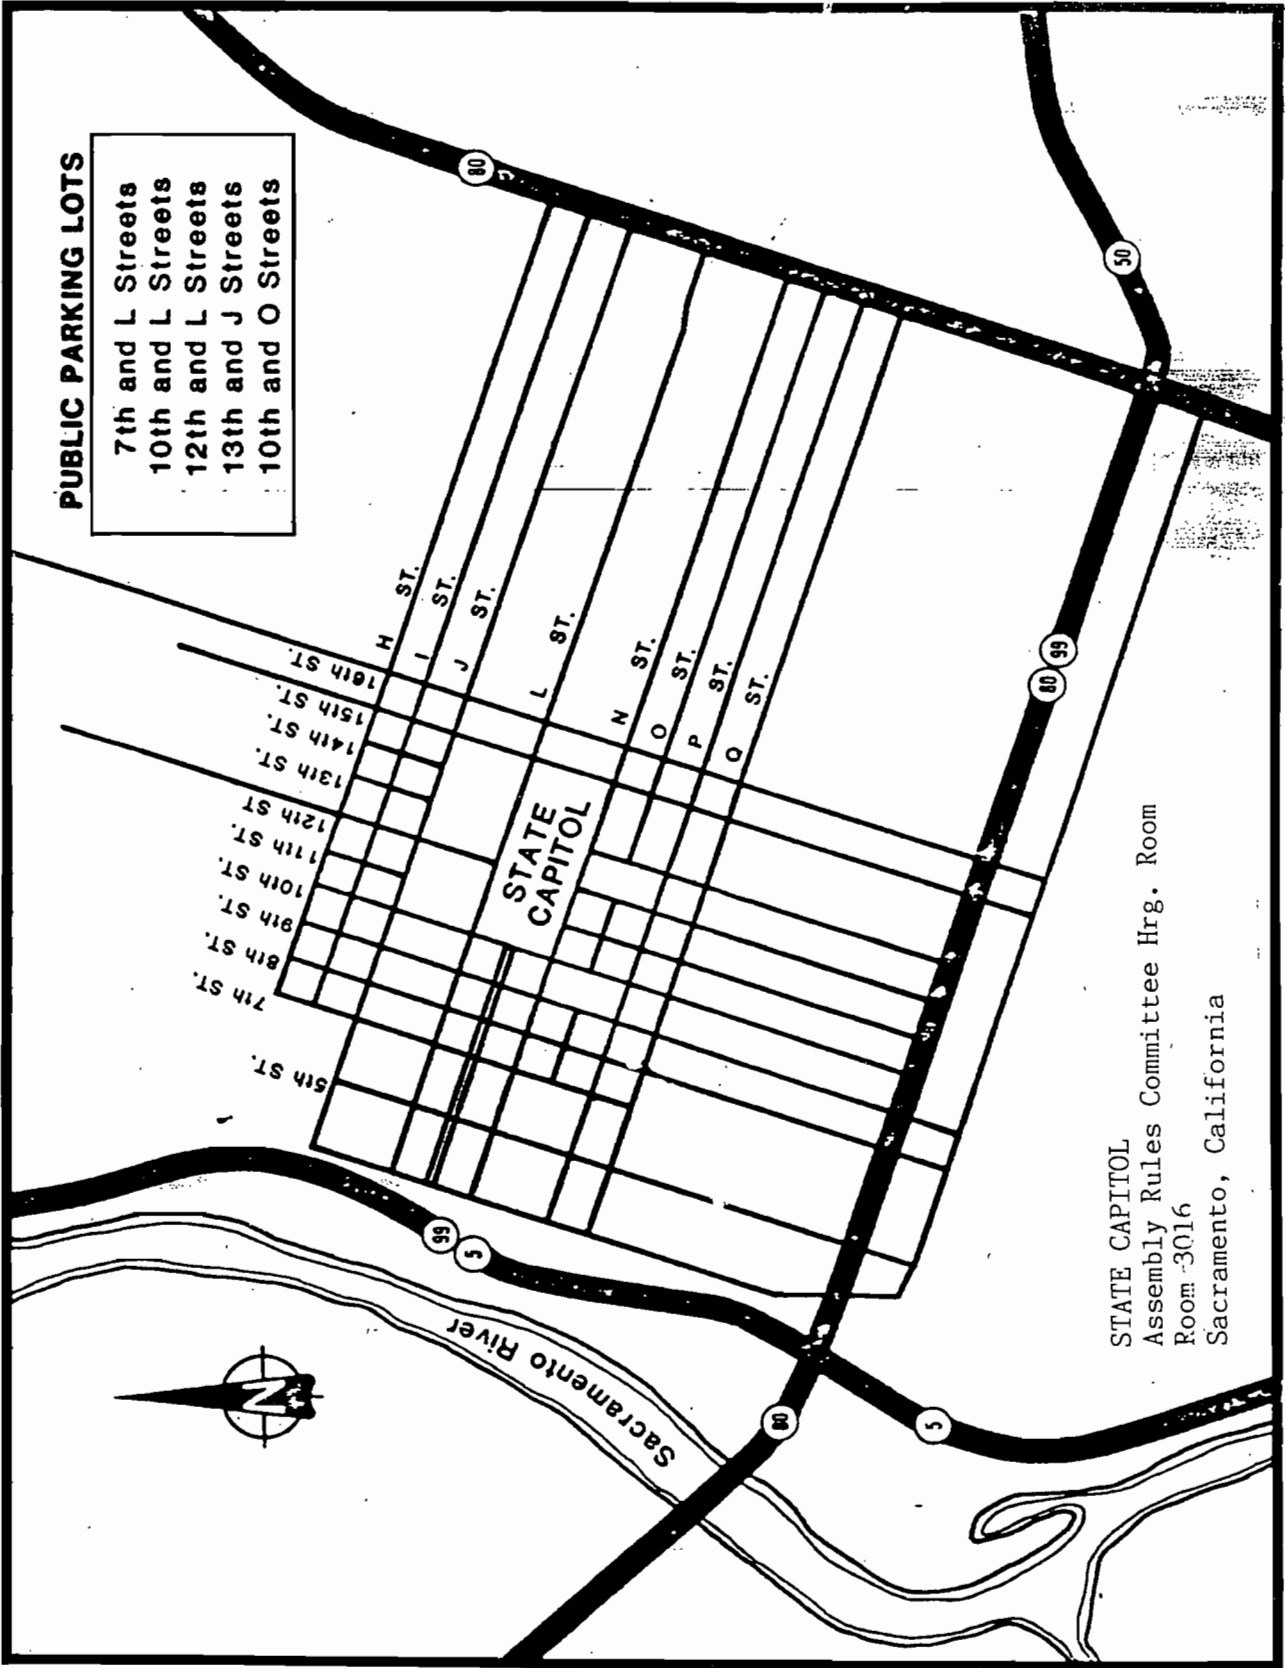 PUBLIC PARKING LOTS
7th and L Streets
10th and L Streets
12th and L Streets
13th and J Streets
10th and O Streets
80
50
H ST.
I ST.
J ST.
L ST.
N ST.
O ST.
P ST.
Q ST.
16th ST.
15th ST.
14th ST.
13th ST.
12th ST
11th ST.
10th ST.
9th ST.
8th ST.
7th ST.
5th ST.
STATE
CAPITOL
80
99
99
5
80
5
Sacramento River
N
STATE CAPITOL
Assembly Rules Committee Hrg. Room
Room 3016
Sacramento, California